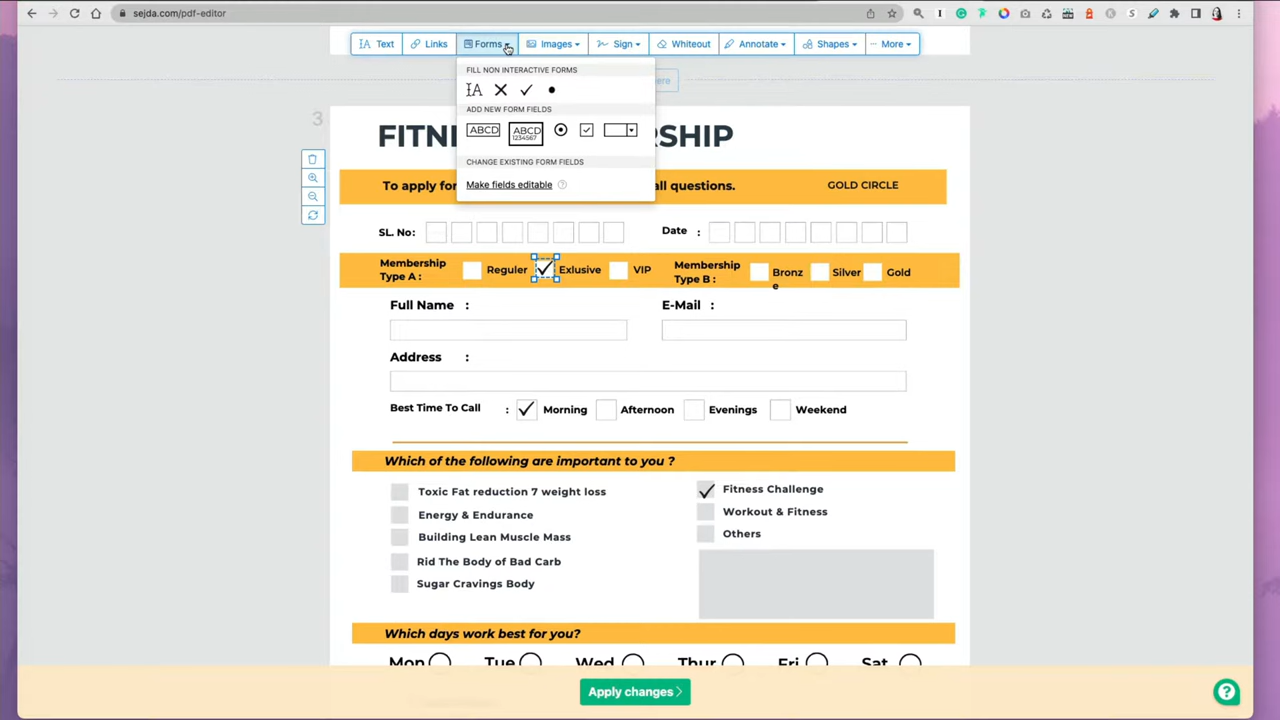 sejda.com/pdf-editor
Text Links Forms Images Sign Whiteout Annotate Shapes More
FILL NON INTERACTIVE FORMS
A
ADD NEW FORM FIELDS
ABCD ABCD
1234567
CHANGE EXISTING FORM FIELDS
Make fields editable ?
here
3
FITNE RSHIP
To apply for all questions. GOLD CIRCLE
SL. No: Date :
Membership
Type A :
Reguler Exlusive VIP
Membership
Type B :
Bronz
e
Silver Gold
Full Name : E-Mail :
Address :
Best Time To Call : Morning Afternoon Evenings Weekend
Which of the following are important to you ?
Toxic Fat reduction 7 weight loss
Energy & Endurance
Building Lean Muscle Mass
Rid The Body of Bad Carb
Sugar Cravings Body
Fitness Challenge
Workout & Fitness
Others
Which days work best for you?
Mon Tue Wed Thur Fri Sat
Apply changes
?